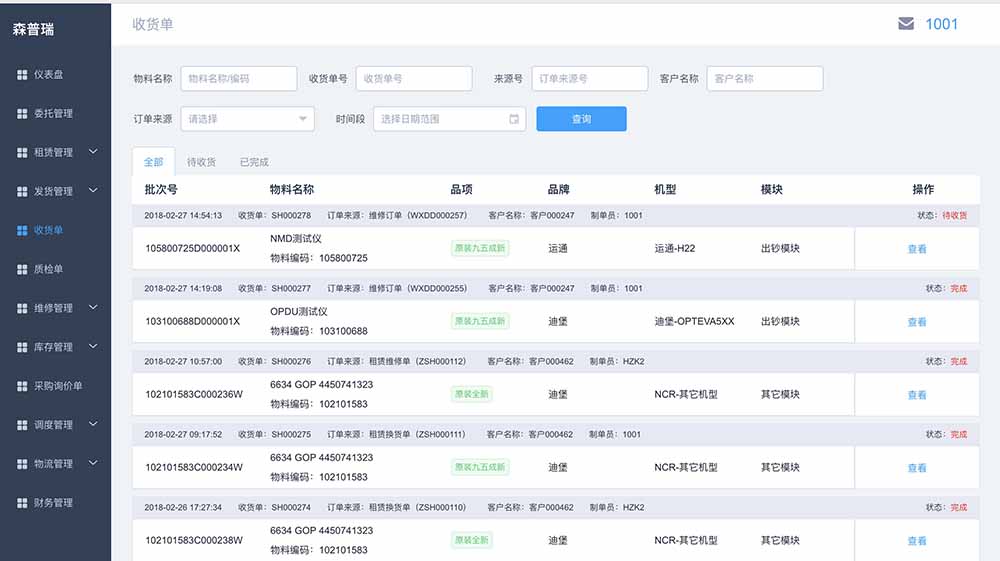 森普瑞
收货单
1001
仪表盘
委托管理
租赁管理
发货管理
收货单
质检单
维修管理
库存管理
采购询价单
调度管理
物流管理
财务管理
物料名称 物料名称/编码 收货单号 收货单号 来源号 订单来源号 客户名称 客户名称
订单来源 请选择 时间段 选择日期范围 查询
全部 待收货 已完成
批次号 物料名称 品项 品牌 机型 模块 操作
2018-02-27 14:54:13 收货单: SH000278 订单来源: 维修订单（WXDD000257） 客户名称: 客户000247 制单员: 1001 状态: 待收货
105800725D000001X NMD测试仪 原装九五成新 运通 运通-H22 出钞模块 查看
物料编码: 105800725
2018-02-27 14:19:08 收货单: SH000277 订单来源: 维修订单（WXDD000255） 客户名称: 客户000247 制单员: 1001 状态: 完成
103100688D000001X OPDU测试仪 原装九五成新 迪堡 迪堡-OPTEVA5XX 出钞模块 查看
物料编码: 103100688
2018-02-27 10:57:00 收货单: SH000276 订单来源: 租赁维修单（ZSH000112） 客户名称: 客户000462 制单员: HZK2 状态: 完成
102101583C000236W 6634 GOP 4450741323 原装全新 迪堡 NCR-其它机型 其它模块 查看
物料编码: 102101583
2018-02-27 09:17:52 收货单: SH000275 订单来源: 租赁换货单（ZSH000111） 客户名称: 客户000462 制单员: 1001 状态: 完成
102101583C000234W 6634 GOP 4450741323 原装九五成新 迪堡 NCR-其它机型 其它模块 查看
物料编码: 102101583
2018-02-26 17:27:34 收货单: SH000274 订单来源: 租赁换货单（ZSH000110） 客户名称: 客户000462 制单员: HZK2 状态: 完成
102101583C000238W 6634 GOP 4450741323 原装全新 迪堡 NCR-其它机型 其它模块 查看
物料编码: 102101583